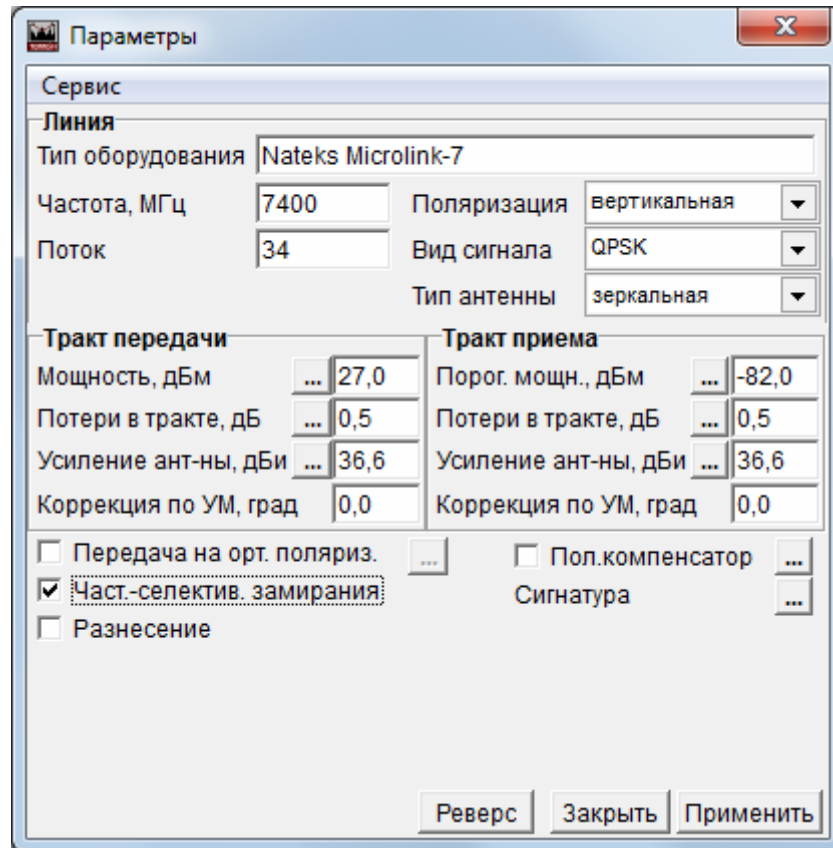 Параметры
Сервис
Линия
Тип оборудования Nateks Microlink-7
Частота, МГц 7400 Поляризация вертикальная
Поток 34 Вид сигнала QPSK
Тип антенны зеркальная
Тракт передачи Тракт приема
Мощность, дБм ... 27,0 Порог. мощн., дБм ... -82,0
Потери в тракте, дБ ... 0,5 Потери в тракте, дБ ... 0,5
Усиление ант-ны, дБи ... 36,6 Усиление ант-ны, дБи ... 36,6
Коррекция по УМ, град 0,0 Коррекция по УМ, град 0,0
Передача на орт. поляриз. ... Пол.компенсатор ...
Част.-селектив. замирания Сигнатура ...
Разнесение
Реверс Закрыть Применить